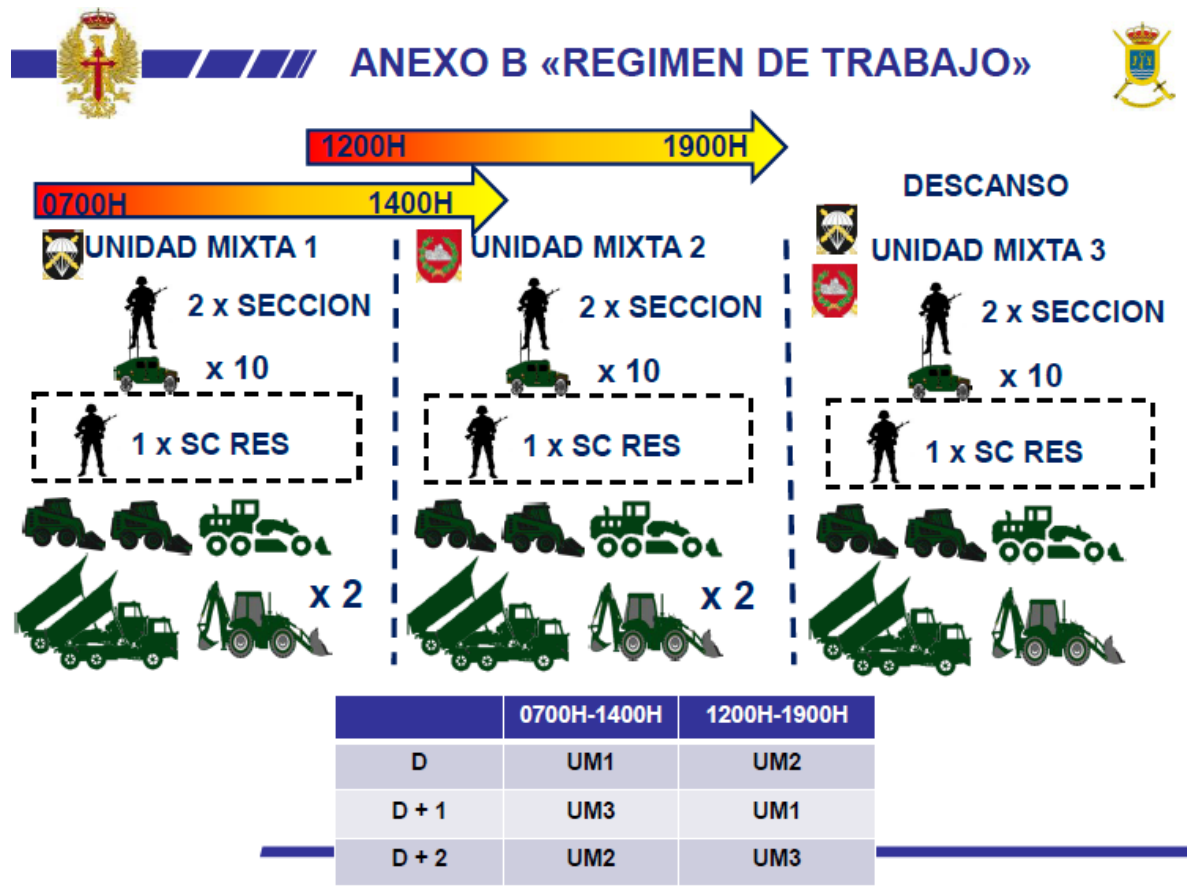 ANEXO B «REGIMEN DE TRABAJO»
1200H 1900H
0700H 1400H
DESCANSO
UNIDAD MIXTA 1
2 x SECCION
x 10
1 x SC RES
x 2
UNIDAD MIXTA 2
2 x SECCION
x 10
1 x SC RES
x 2
UNIDAD MIXTA 3
2 x SECCION
x 10
1 x SC RES
0700H-1400H 1200H-1900H
D UM1 UM2
D + 1 UM3 UM1
D + 2 UM2 UM3